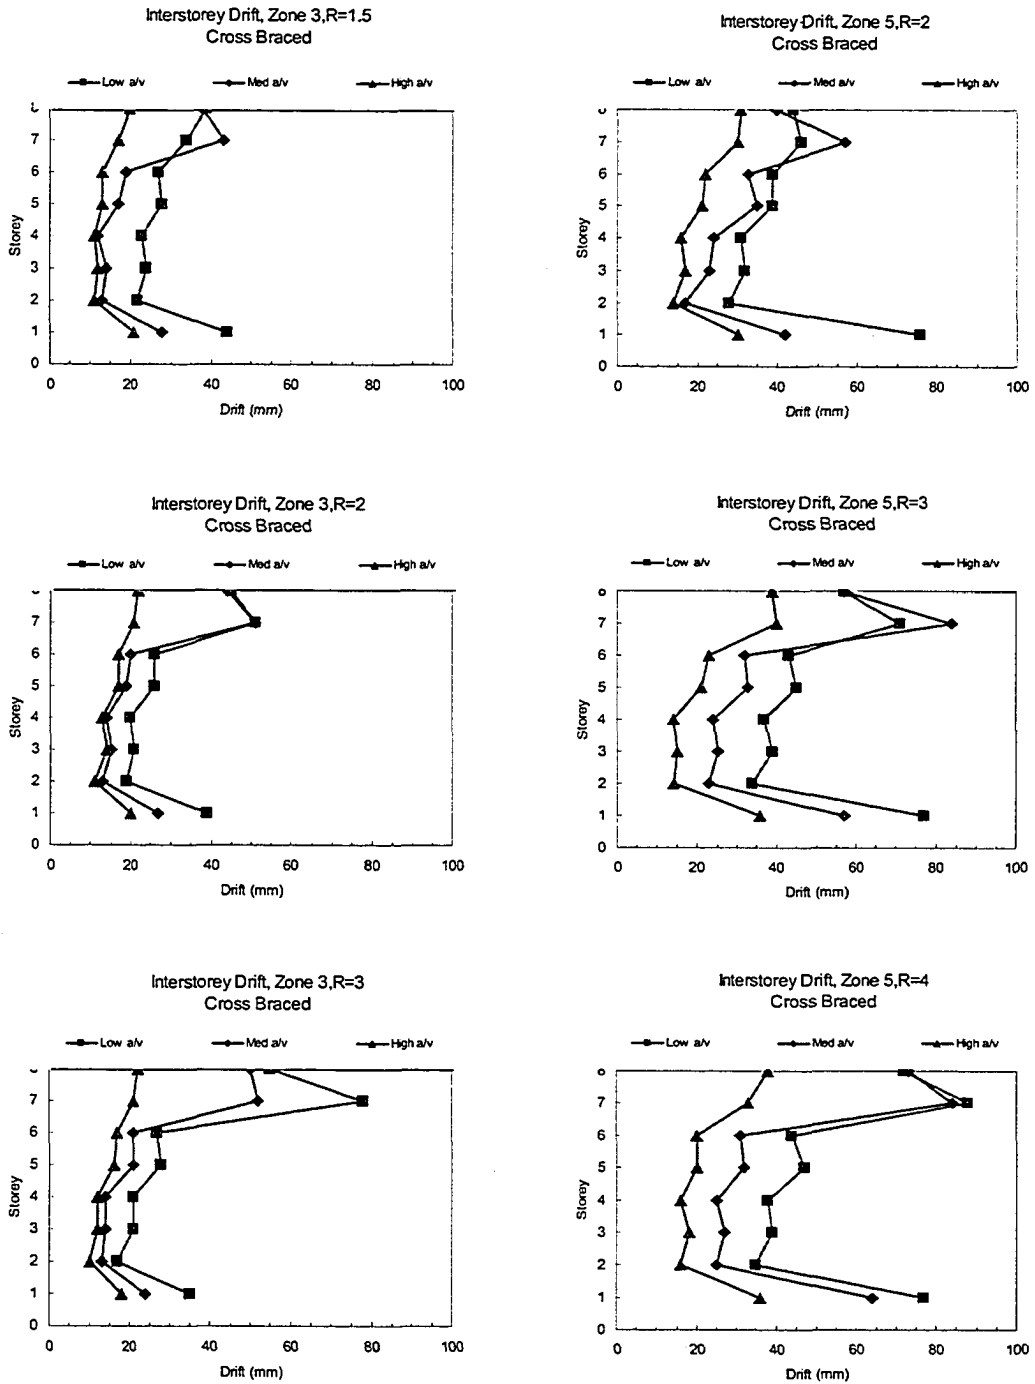 Interstorey Drift, Zone 3,R=1.5
Cross Braced
Low a/v Med a/v High a/v
8
7
6
5
4
3
2
1
0
Storey
0 20 40 60 80 100
Drift (mm)
Interstorey Drift, Zone 5,R=2
Cross Braced
Low a/v Med a/v High a/v
8
7
6
5
4
3
2
1
0
Storey
0 20 40 60 80 100
Drift (mm)
Interstorey Drift, Zone 3,R=2
Cross Braced
Low a/v Med a/v High a/v
8
7
6
5
4
3
2
1
0
Storey
0 20 40 60 80 100
Drift (mm)
Interstorey Drift, Zone 5,R=3
Cross Braced
Low a/v Med a/v High a/v
8
7
6
5
4
3
2
1
0
Storey
0 20 40 60 80 100
Drift (mm)
Interstorey Drift, Zone 3,R=3
Cross Braced
Low a/v Med a/v High a/v
8
7
6
5
4
3
2
1
0
Storey
0 20 40 60 80 100
Drift (mm)
Interstorey Drift, Zone 5,R=4
Cross Braced
Low a/v Med a/v High a/v
8
7
6
5
4
3
2
1
0
Storey
0 20 40 60 80 100
Drift (mm)